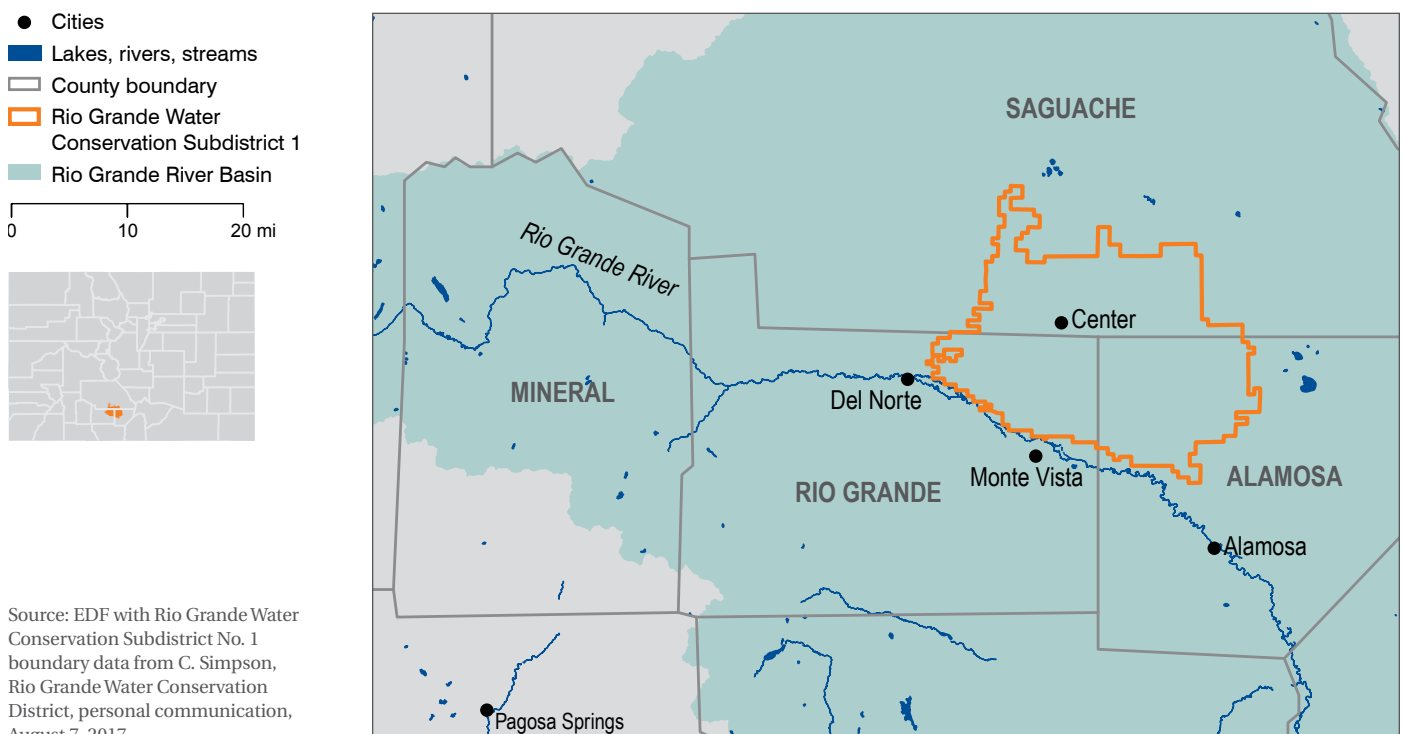 Cities
Lakes, rivers, streams
County boundary
Rio Grande Water
Conservation Subdistrict 1
Rio Grande River Basin
0 10 20 mi
Source: EDF with Rio Grande Water
Conservation Subdistrict No. 1
boundary data from C. Simpson,
Rio Grande Water Conservation
District, personal communication,
August 7, 2017
SAGUACHE
Rio Grande River
Center
MINERAL
Del Norte
Monte Vista
RIO GRANDE
ALAMOSA
Alamosa
Pagosa Springs